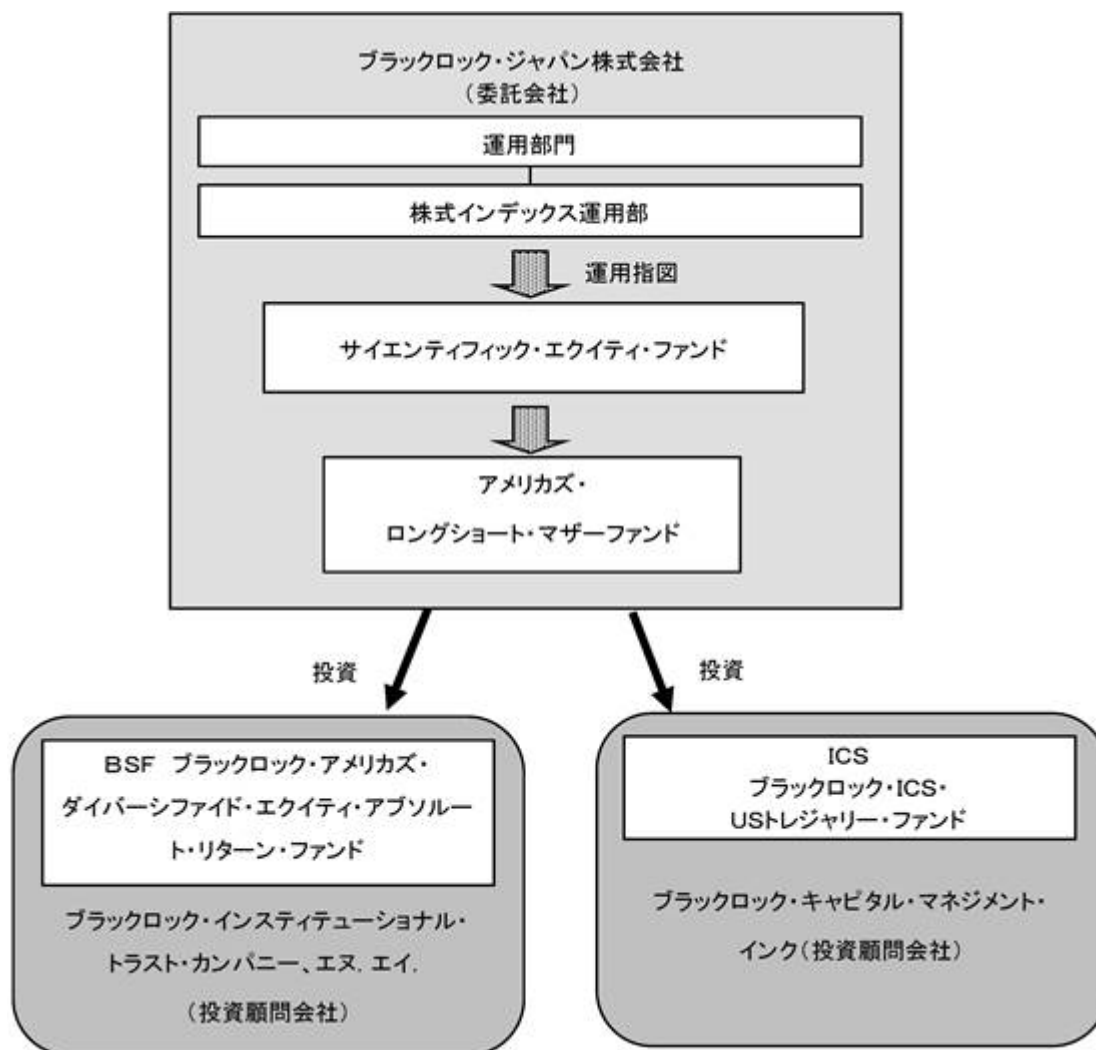 ブラックロック・ジャパン株式会社
（委託会社）
運用部門
株式インデックス運用部
運用指図
サイエンティフィック・エクイティ・ファンド
アメリカズ・
ロングショート・マザーファンド
投資
投資
ＢＳＦ ブラックロック・アメリカズ・
ダイバーシファイド・エクイティ・アブソルー
ト・リターン・ファンド
ブラックロック・インスティテューショナル・
トラスト・カンパニー、エヌ．エイ．
（投資顧問会社）
ICS
ブラックロック・ICS・
USトレジャリー・ファンド
ブラックロック・キャピタル・マネジメント・
インク（投資顧問会社）